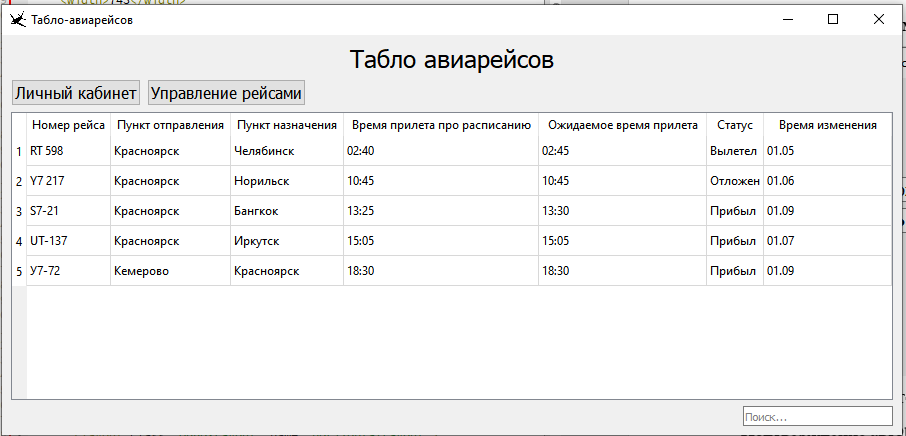 Табло-авиарейсов
Табло авиарейсов
Личный кабинет Управление рейсами
Номер рейса Пункт отправления Пункт назначения Время прилета про расписанию Ожидаемое время прилета Статус Время изменения
1 RT 598 Красноярск Челябинск 02:40 02:45 Вылетел 01.05
2 Y7 217 Красноярск Норильск 10:45 10:45 Отложен 01.06
3 S7-21 Красноярск Бангкок 13:25 13:30 Прибыл 01.09
4 UT-137 Красноярск Иркутск 15:05 15:05 Прибыл 01.07
5 У7-72 Кемерово Красноярск 18:30 18:30 Прибыл 01.09
Поиск...